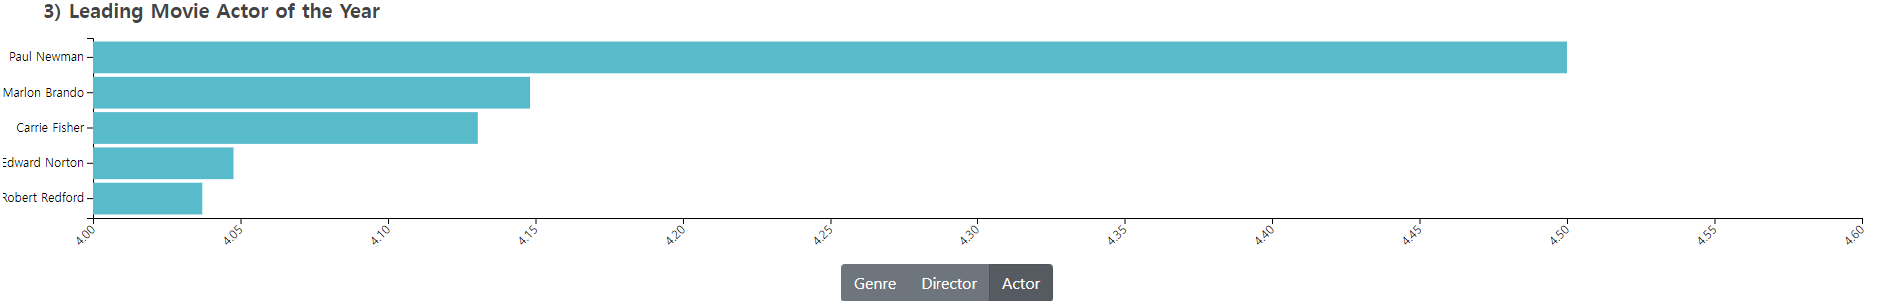 3) Leading Movie Actor of the Year
Paul Newman
Marlon Brando
Carrie Fisher
Edward Norton
Robert Redford
4.00 4.05 4.10 4.15 4.20 4.25 4.30 4.35 4.40 4.45 4.50 4.55 4.60
Genre Director Actor